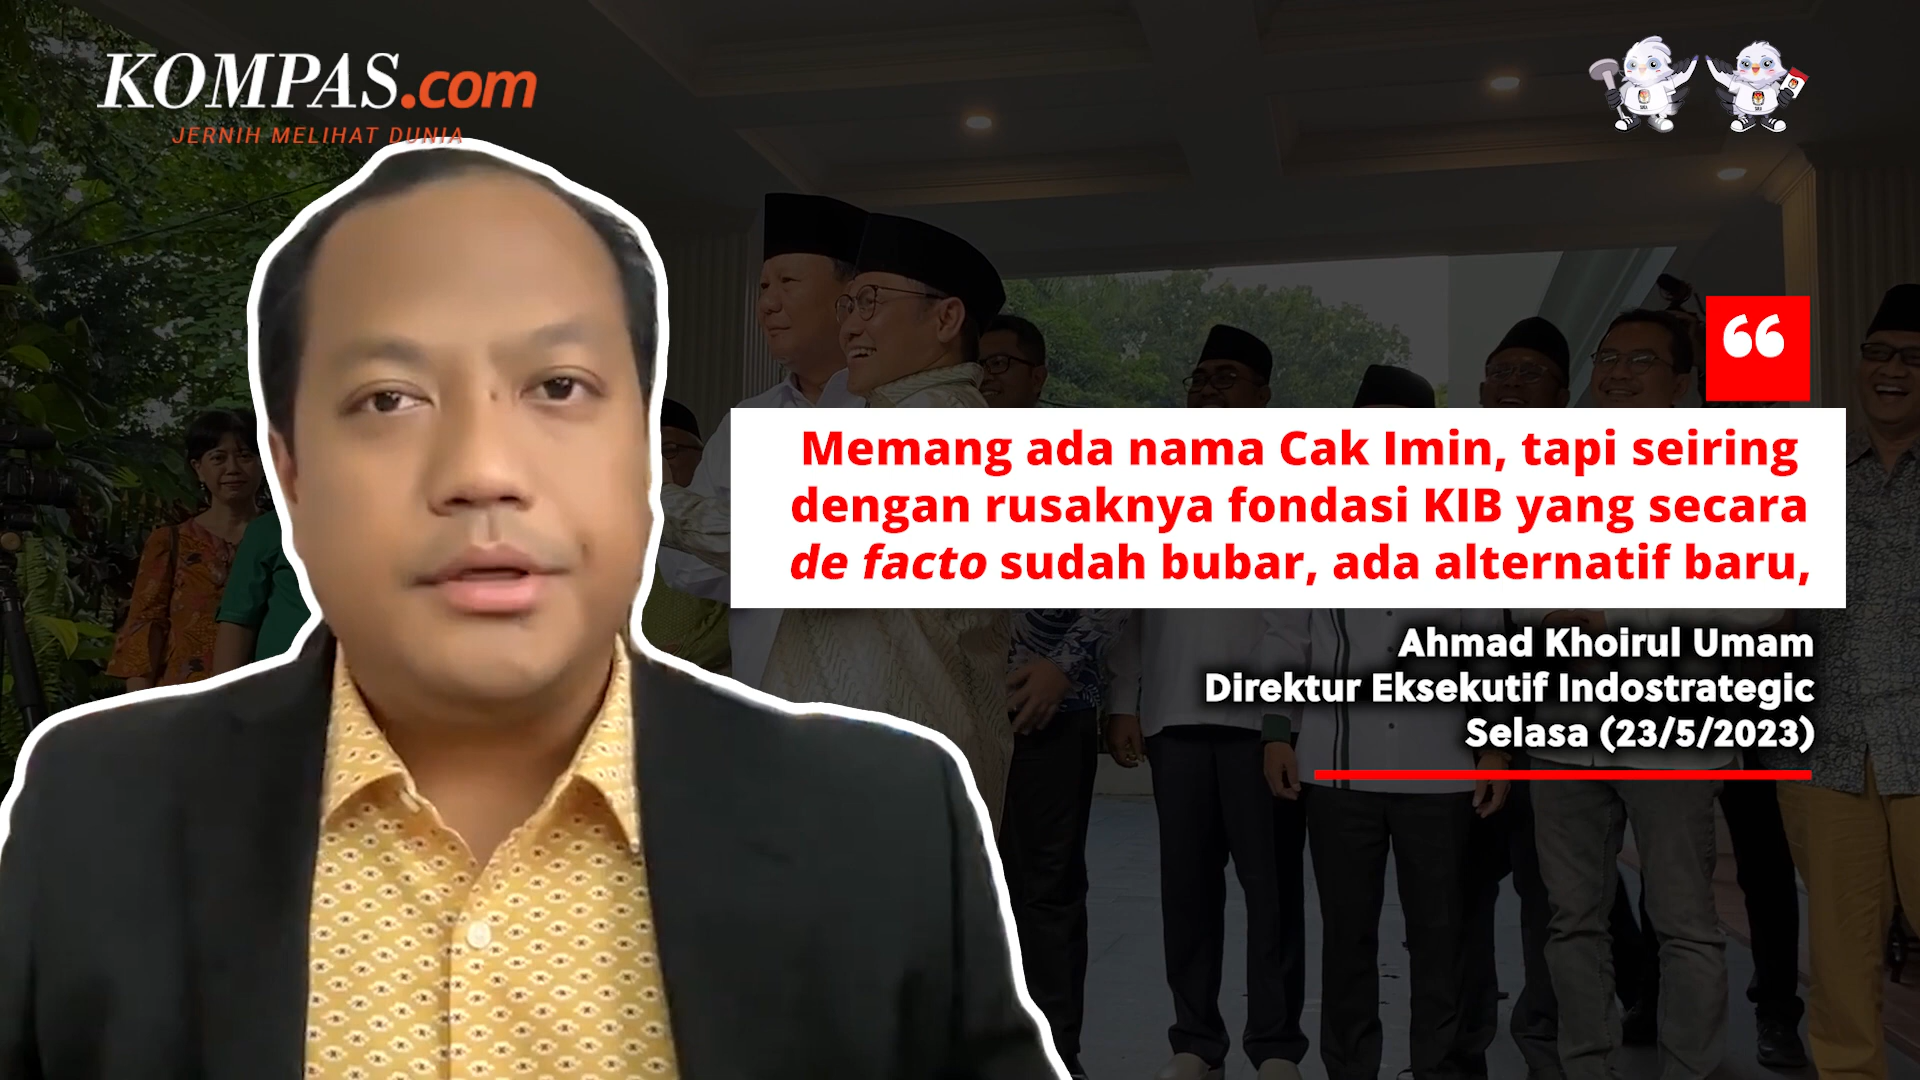 KOMPAS.com
JERNIH MELIHAT DUNIA
“
Memang ada nama Cak Imin, tapi seiring
dengan rusaknya fondasi KIB yang secara
de facto sudah bubar, ada alternatif baru,
Ahmad Khoirul Umam
Direktur Eksekutif Indostrategic
Selasa (23/5/2023)